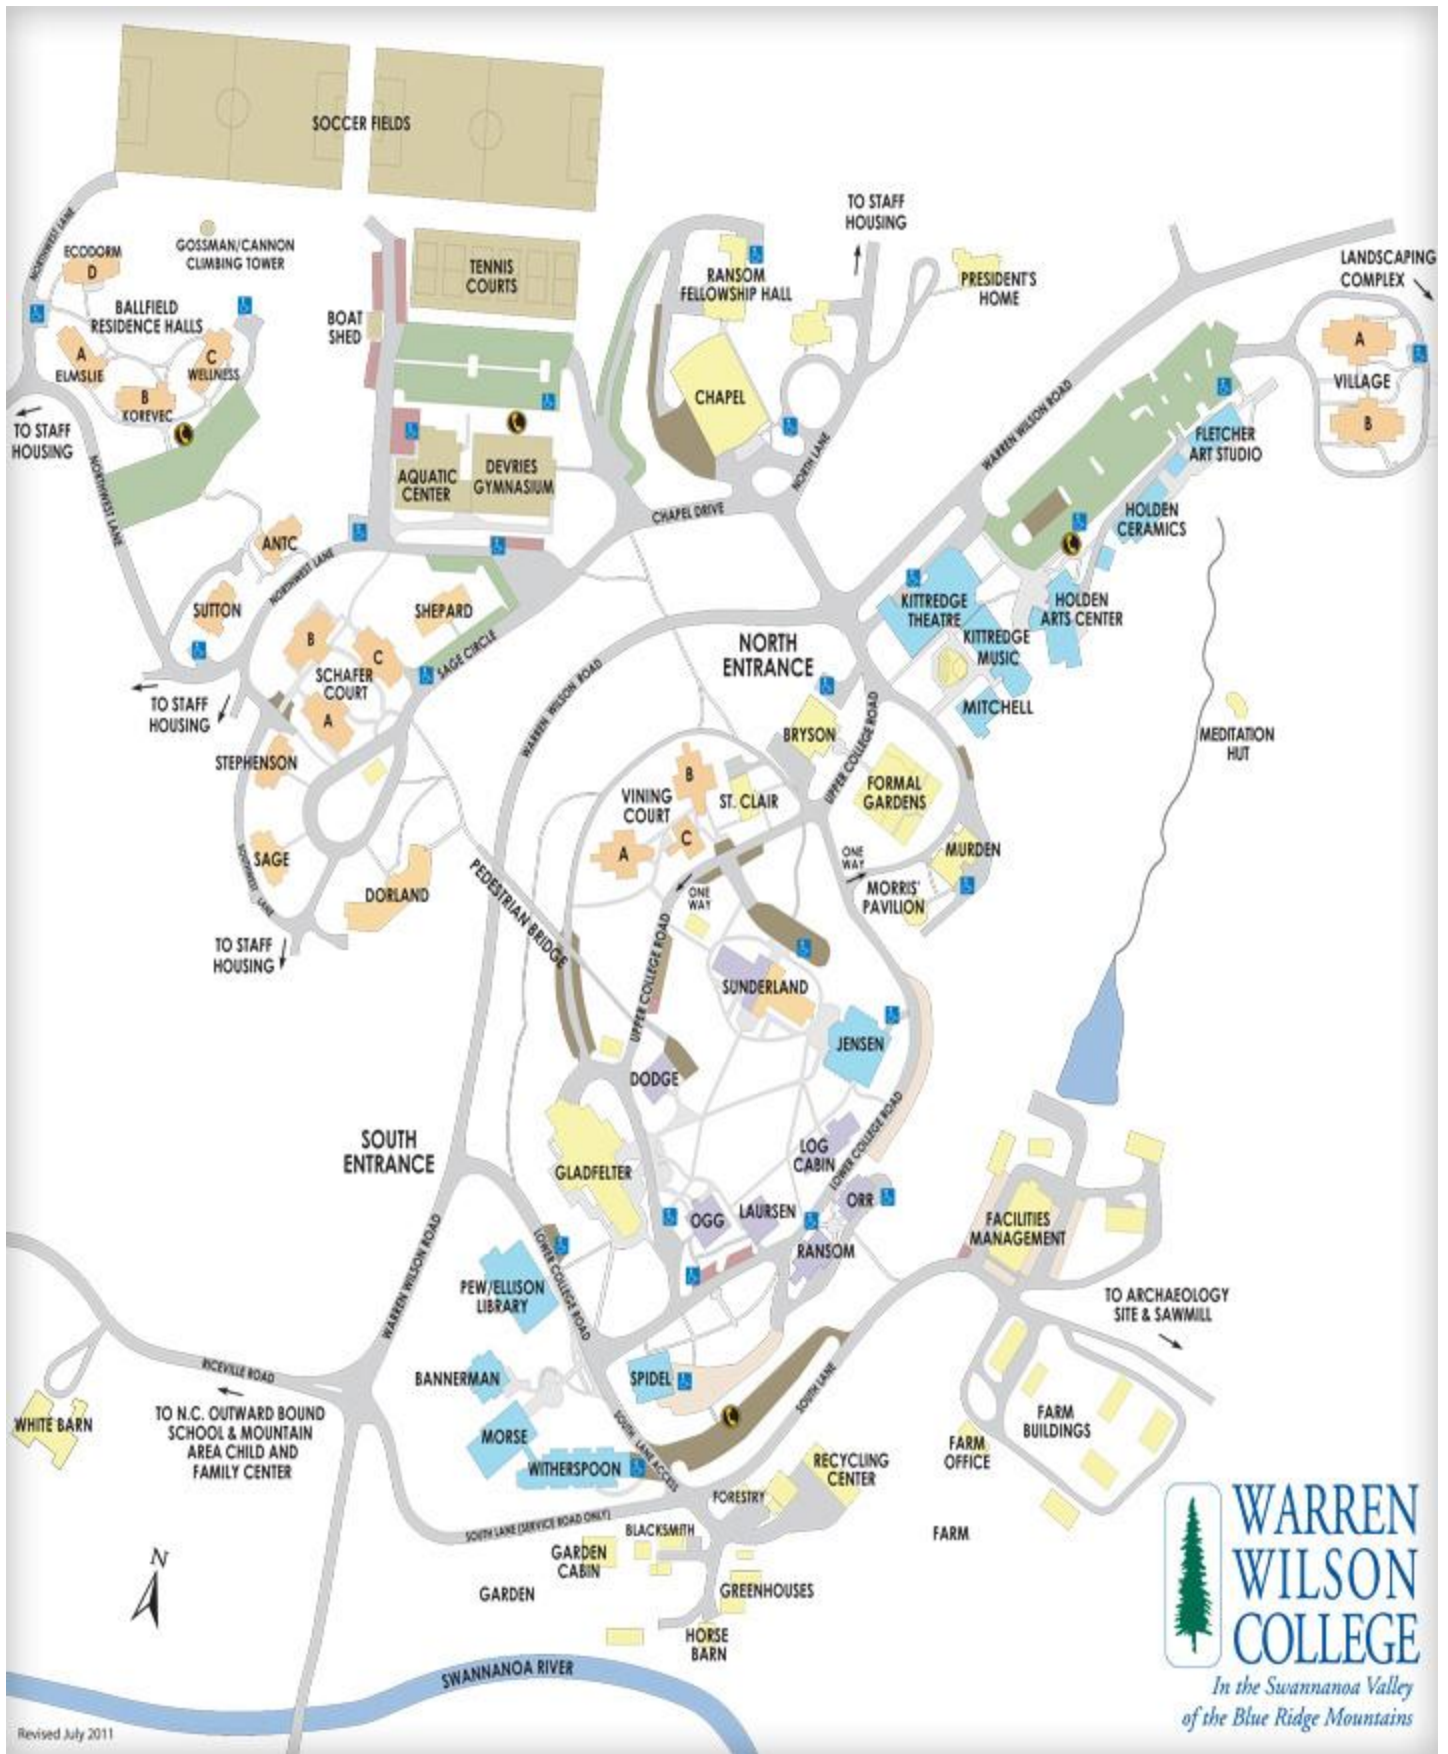 SOCCER FIELDS
TO STAFF
HOUSING
NORTHWEST LANE
ECODORM
D
GOSSMAN/CANNON
CLIMBING TOWER
TENNIS
COURTS
RANSOM
FELLOWSHIP HALL
PRESIDENT'S
HOME
LANDSCAPING
COMPLEX
BALLFIELD
RESIDENCE HALLS
BOAT
SHED
A
ELMSLIE
C
WELLNESS
B
KOREVEC
CHAPEL
A
VILLAGE
B
TO STAFF
HOUSING
WARREN WILSON ROAD
FLETCHER
ART STUDIO
NORTHWEST LANE
AQUATIC
CENTER
DEVRIES
GYMNASIUM
NORTH LANE
CHAPEL DRIVE
HOLDEN
CERAMICS
ANTC
NORTHWEST LANE
SUTTON
SHEPARD
KITTREDGE
THEATRE
HOLDEN
ARTS CENTER
B
C
SCHAFER
COURT
A
SAGE CIRCLE
NORTH
ENTRANCE
KITTREDGE
MUSIC
MITCHELL
TO STAFF
HOUSING
WARREN WILSON ROAD
BRYSON
UPPER COLLEGE ROAD
MEDITATION
HUT
STEPHENSON
B
VINING
COURT
ST. CLAIR
FORMAL
GARDENS
A
C
SAGE
SOUTHWEST LANE
DORLAND
PEDESTRIAN BRIDGE
ONE
WAY
ONE
WAY
MURDEN
MORRIS'
PAVILION
TO STAFF
HOUSING
UPPER COLLEGE ROAD
SUNDERLAND
JENSEN
DODGE
SOUTH
ENTRANCE
GLADFELTER
LOG
CABIN
LOWER COLLEGE ROAD
OGG
LAURSEN
ORR
RANSOM
FACILITIES
MANAGEMENT
WARREN WILSON ROAD
LOWER COLLEGE ROAD
PEW/ELLISON
LIBRARY
TO ARCHAEOLOGY
SITE & SAWMILL
RICEVILLE ROAD
BANNERMAN
SPIDEL
SOUTH LANE
WHITE BARN
TO N.C. OUTWARD BOUND
SCHOOL & MOUNTAIN
AREA CHILD AND
FAMILY CENTER
MORSE
WITHERSPOON
SOUTH LANE ACCESS
FARM
BUILDINGS
FARM
OFFICE
RECYCLING
CENTER
FORESTRY
SOUTH LANE (SERVICE ROAD ONLY)
BLACKSMITH
FARM
GARDEN
CABIN
GARDEN
GREENHOUSES
HORSE
BARN
N
SWANNANOA RIVER
WARREN
WILSON
COLLEGE
In the Swannanoa Valley
of the Blue Ridge Mountains
Revised July 2011